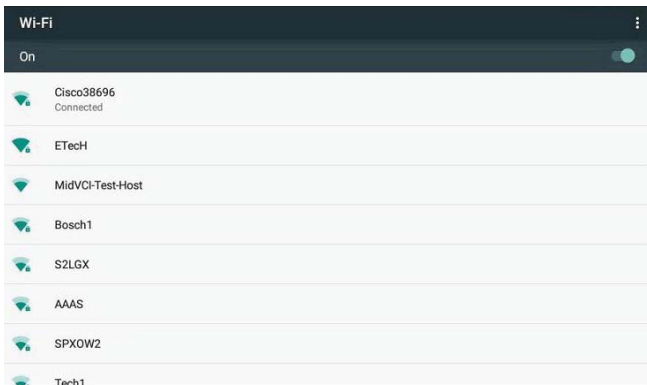 Wi-Fi
On
Cisco38696
Connected
ETecH
MidVCI-Test-Host
Bosch1
S2LGX
AAAS
SPXOW2
Tech1